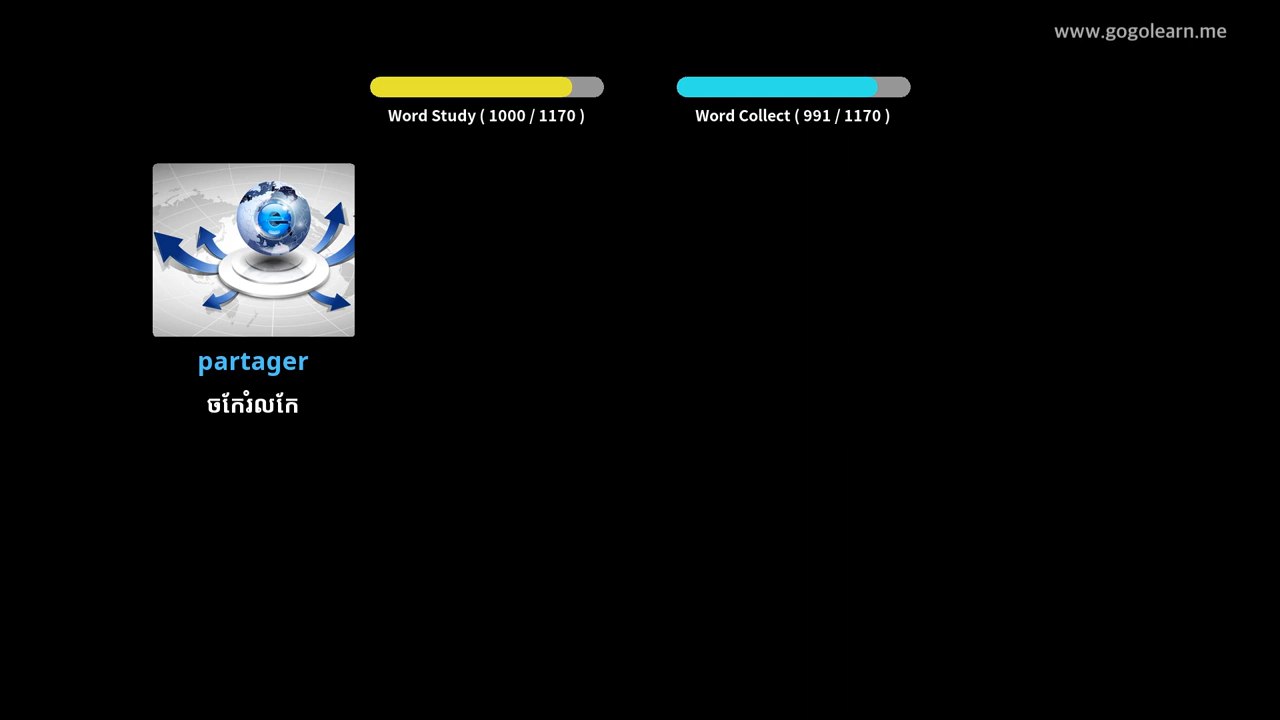 www.gogolearn.me
Word Study ( 1000 / 1170 )
Word Collect ( 991 / 1170 )
e
partager
ចែករំលែក